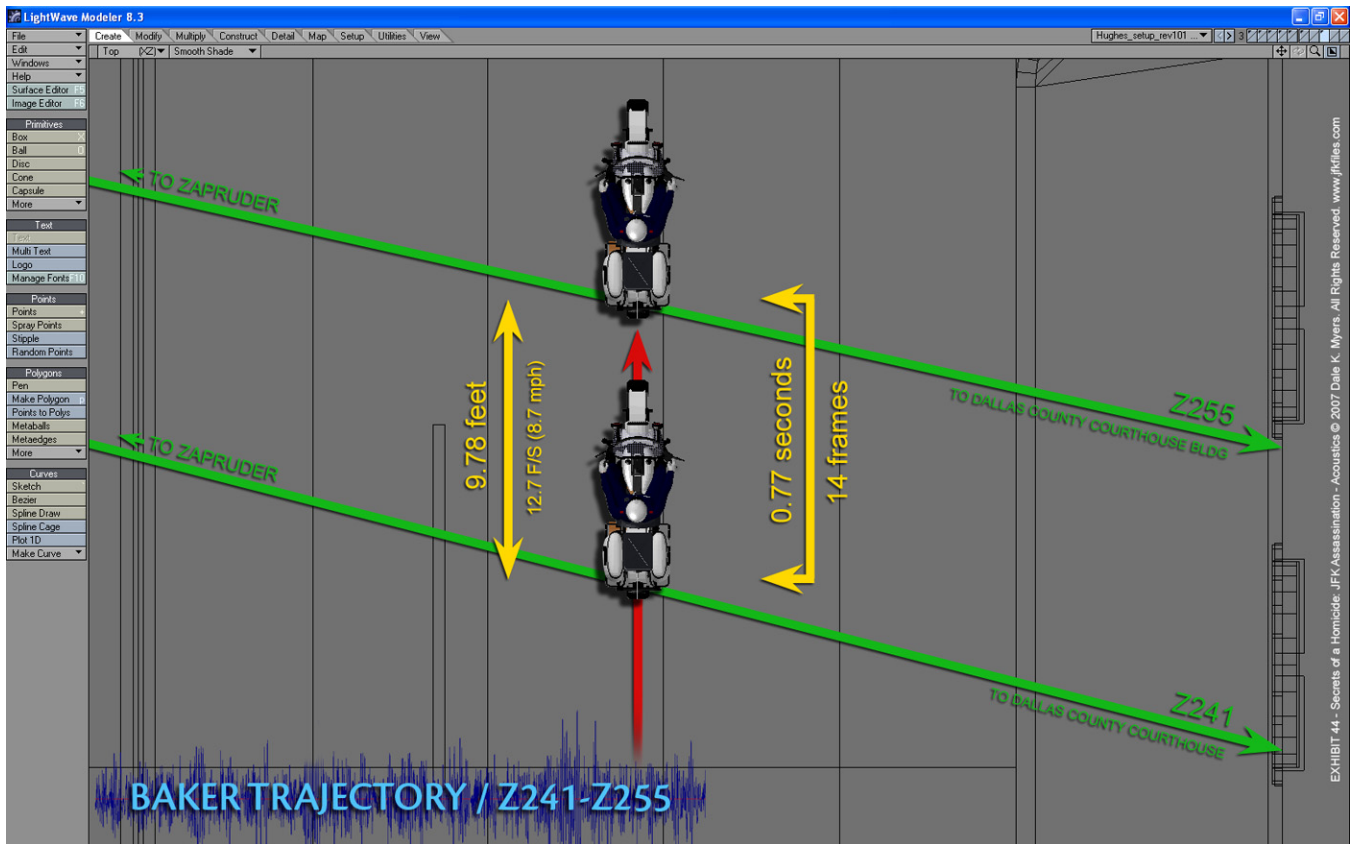 LightWave Modeler 8.3
File
Edit
Windows
Help
Surface Editor F5
Image Editor F6
Primitives
Box X
Ball O
Disc
Cone
Capsule
More
Text
Text
Multi Text
Logo
Manage Fonts F10
Points
Points +
Spray Points
Stipple
Random Points
Polygons
Pen
Make Polygon p
Points to Polys
Metaballs
Metaedges
More
Curves
Sketch
Bezier
Spline Draw
Spline Cage
Plot 1D
Make Curve
Create Modify Multiply Construct Detail Map Setup Utilities View
Hughes_setup_rev101 ... 3
Top (XZ) Smooth Shade
TO ZAPRUDER
Z255
TO DALLAS COUNTY COURTHOUSE BLDG
9.78 feet
12.7 F/S (8.7 mph)
0.77 seconds
14 frames
TO ZAPRUDER
Z241
TO DALLAS COUNTY COURTHOUSE
BAKER TRAJECTORY / Z241-Z255
EXHIBIT 44 - Secrets of a Homicide: JFK Assassination - Acoustics © 2007 Dale K. Myers. All Rights Reserved. www.jfkfiles.com